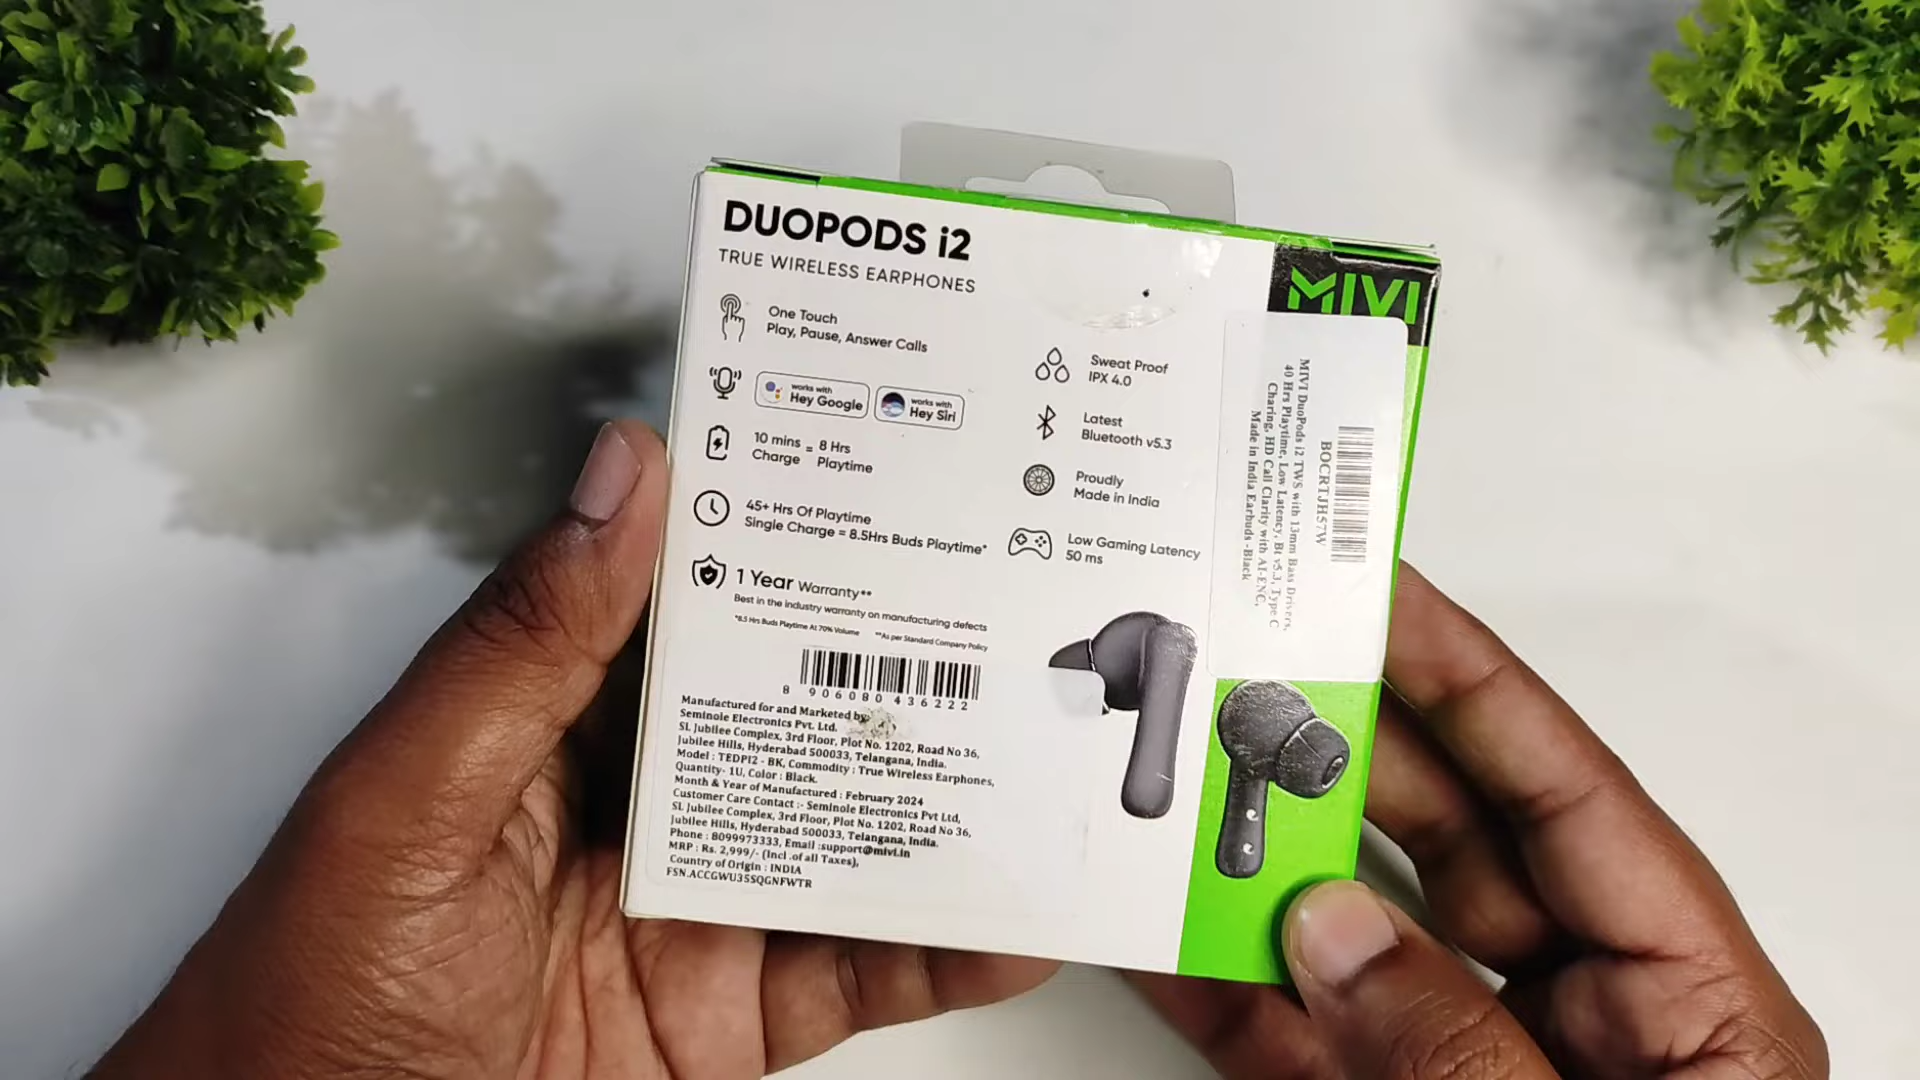 DUOPODS i2
TRUE WIRELESS EARPHONES
One Touch
Play, Pause, Answer Calls
works with
Hey Google
works with
Hey Siri
10 mins = 8 Hrs
Charge Playtime
45+ Hrs Of Playtime
Single Charge = 8.5Hrs Buds Playtime*
1 Year Warranty**
Best in the industry warranty on manufacturing defects
*8.5 Hrs Buds Playtime At 70% Volume **As per Standard Company Policy
Sweat Proof
IPX 4.0
Latest
Bluetooth v5.3
Proudly
Made in India
Low Gaming Latency
50 ms
8 906080 436222
Manufactured for and Marketed by:
Seminole Electronics Pvt. Ltd.
SL Jubilee Complex, 3rd Floor, Plot No. 1202, Road No 36,
Jubilee Hills, Hyderabad 500033, Telangana, India.
Model : TEDPI2 - BK, Commodity : True Wireless Earphones,
Quantity- 1U, Color : Black.
Month & Year of Manufactured : February 2024
Customer Care Contact :- Seminole Electronics Pvt Ltd,
SL Jubilee Complex, 3rd Floor, Plot No. 1202, Road No 36,
Jubilee Hills, Hyderabad 500033, Telangana, India.
Phone : 8099973333, Email :support@mivi.in
MRP : Rs. 2,999/- (Incl .of all Taxes),
Country of Origin : INDIA
FSN.ACCGWU35SQGNFWTR
MIVI
BOCRTJH57W
MIVI DuoPods i2 TWS with 13mm Bass Drivers,
40 Hrs Playtime, Low Latency, Bt v5.3, Type C
Charing, HD Call Clarity with AI-ENC,
Made in India Earbuds -Black